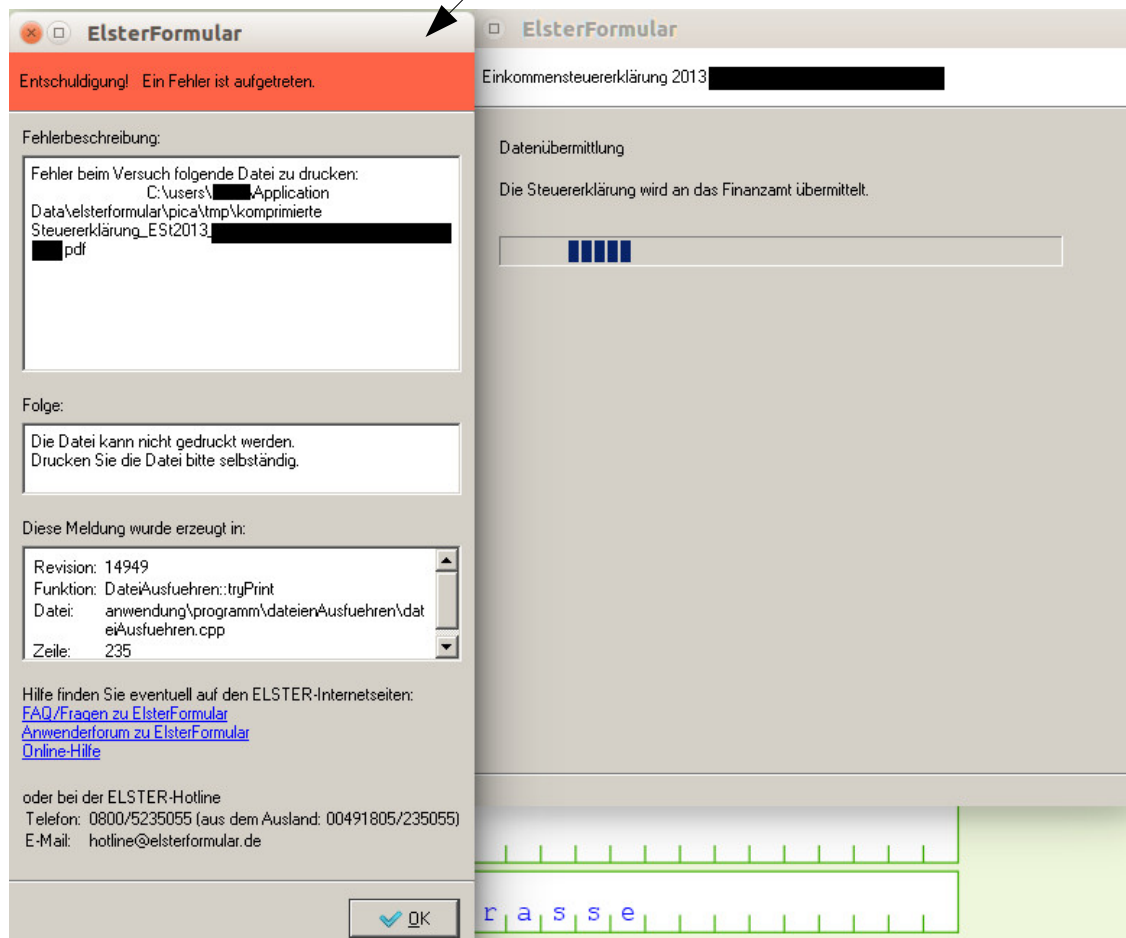 ElsterFormular
Entschuldigung! Ein Fehler ist aufgetreten.
Fehlerbeschreibung:
Fehler beim Versuch folgende Datei zu drucken:
C:\users\ \Application
Data\elsterformular\pica\tmp\komprimierte
Steuererklärung_ESt2013_
pdf
Folge:
Die Datei kann nicht gedruckt werden.
Drucken Sie die Datei bitte selbständig.
Diese Meldung wurde erzeugt in:
Revision: 14949
Funktion: DateiAusfuehren::tryPrint
Datei: anwendung\programm\dateienAusfuehren\dat
eiAusfuehren.cpp
Zeile: 235
Hilfe finden Sie eventuell auf den ELSTER-Internetseiten:
FAQ/Fragen zu ElsterFormular
Anwenderforum zu ElsterFormular
Online-Hilfe
oder bei der ELSTER-Hotline
Telefon: 0800/5235055 (aus dem Ausland: 00491805/235055)
E-Mail: hotline@elsterformular.de
OK
ElsterFormular
Einkommensteuererklärung 2013
Datenübermittlung
Die Steuererklärung wird an das Finanzamt übermittelt.
rasse